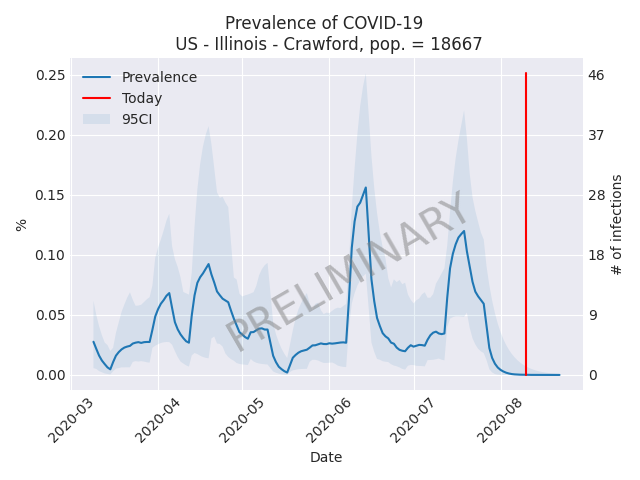 Prevalence of COVID-19
US - Illinois - Crawford, pop. = 18667
Prevalence
Today
95CI
0.25
0.20
0.15
0.10
0.05
0.00
%
46
37
28
18
9
0
# of infections
PRELIMINARY
2020-03
2020-04
2020-05
2020-06
2020-07
2020-08
Date